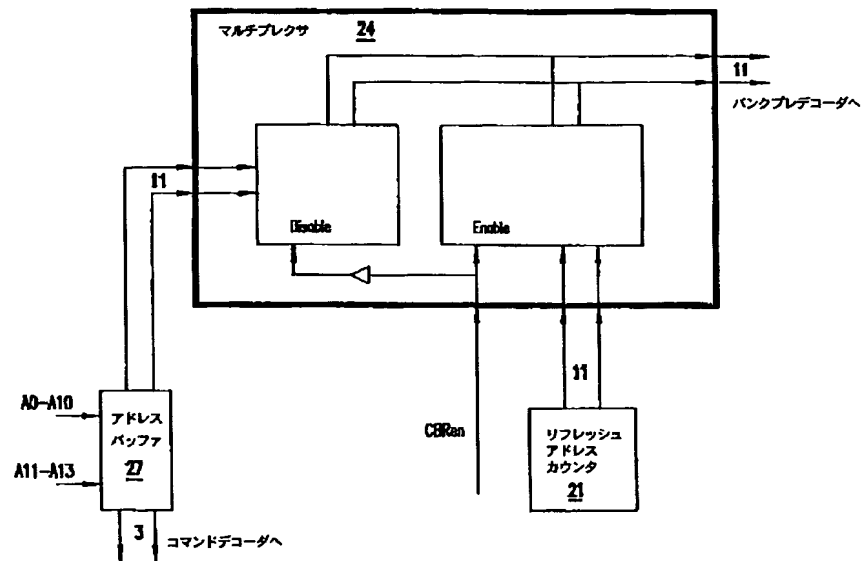 マルチプレクサ 24
11
バンクプレデコーダへ
11
Disable
Enable
A0-A10
アドレス
バッファ
27
A11-A13
CBRen
11
リフレッシュ
アドレス
カウンタ
21
3
コマンドデコーダへ